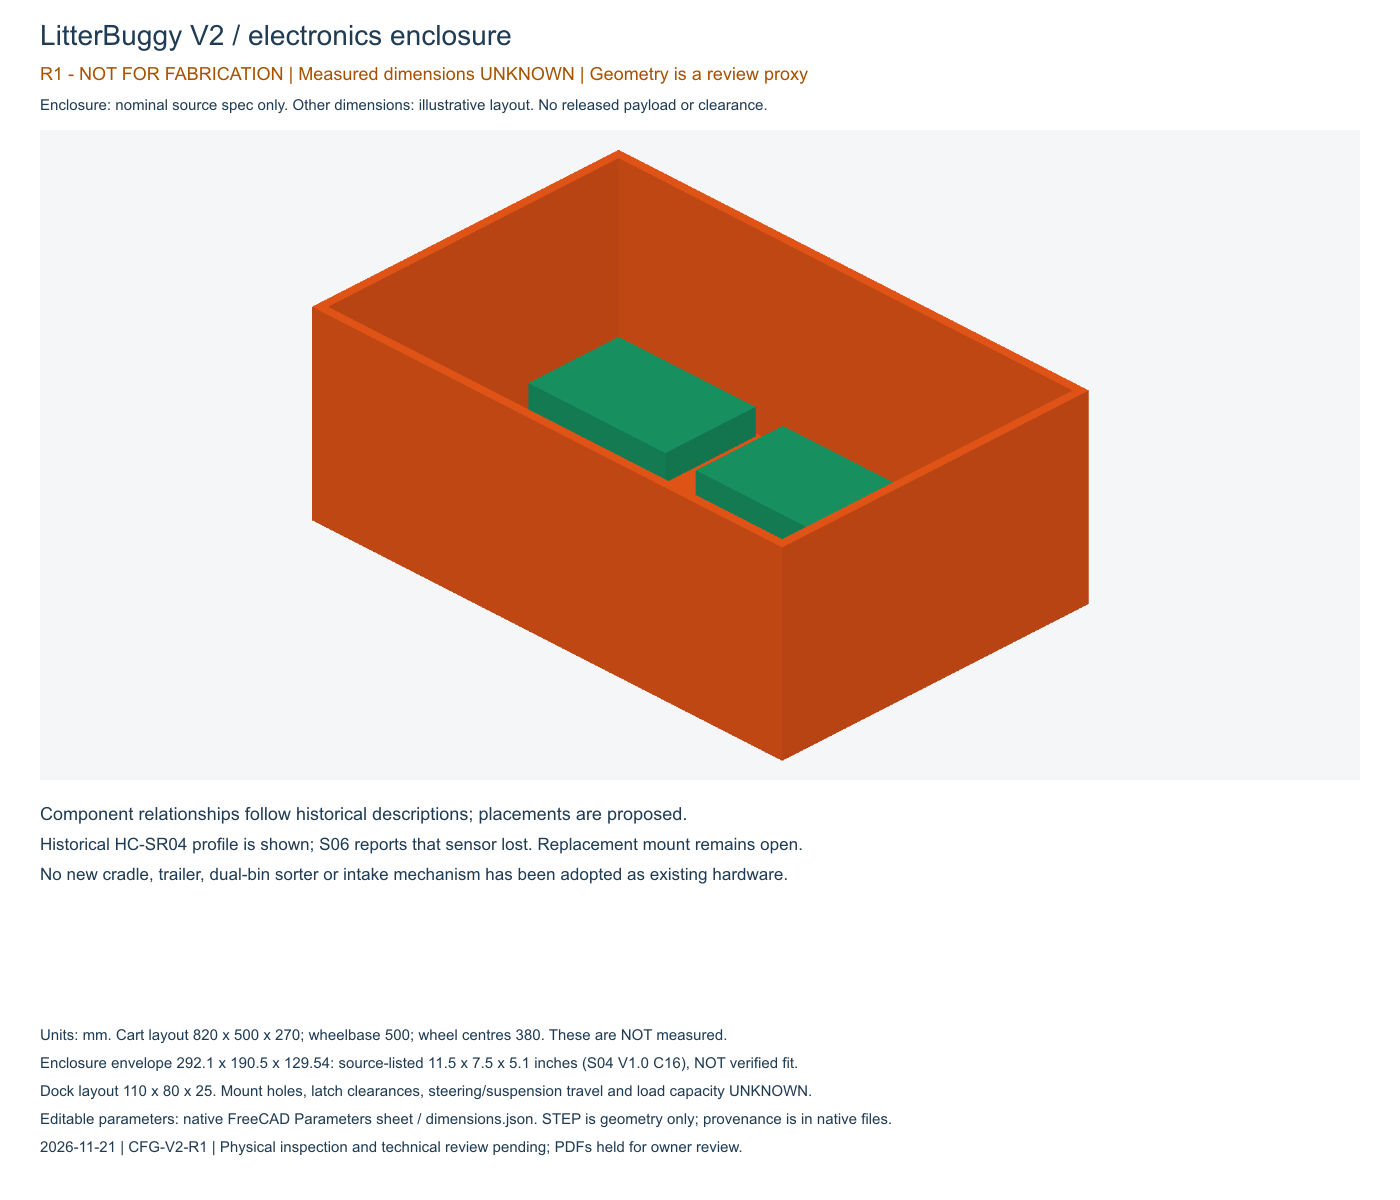 LitterBuggy V2 / electronics enclosure
R1 - NOT FOR FABRICATION | Measured dimensions UNKNOWN | Geometry is a review proxy
Enclosure: nominal source spec only. Other dimensions: illustrative layout. No released payload or clearance.
Component relationships follow historical descriptions; placements are proposed.
Historical HC-SR04 profile is shown; S06 reports that sensor lost. Replacement mount remains open.
No new cradle, trailer, dual-bin sorter or intake mechanism has been adopted as existing hardware.
Units: mm. Cart layout 820 x 500 x 270; wheelbase 500; wheel centres 380. These are NOT measured.
Enclosure envelope 292.1 x 190.5 x 129.54: source-listed 11.5 x 7.5 x 5.1 inches (S04 V1.0 C16), NOT verified fit.
Dock layout 110 x 80 x 25. Mount holes, latch clearances, steering/suspension travel and load capacity UNKNOWN.
Editable parameters: native FreeCAD Parameters sheet / dimensions.json. STEP is geometry only; provenance is in native files.
2026-11-21 | CFG-V2-R1 | Physical inspection and technical review pending; PDFs held for owner review.